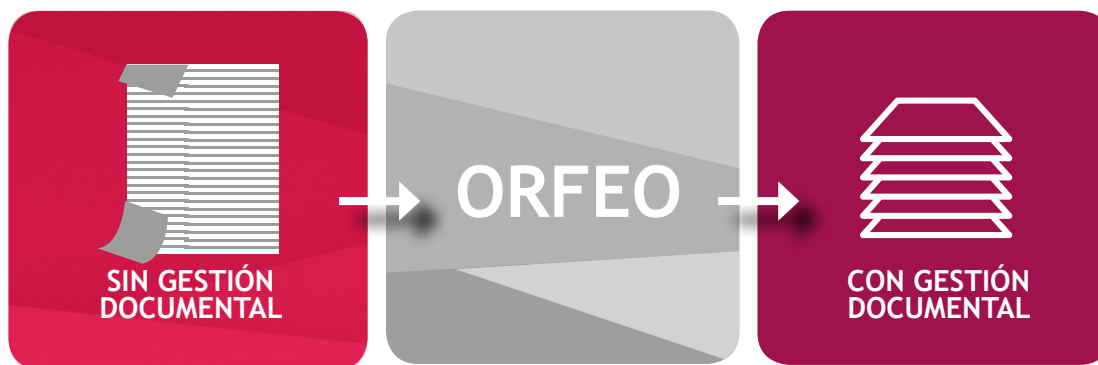 SIN GESTIÓN
DOCUMENTAL
ORFEO
CON GESTIÓN
DOCUMENTAL